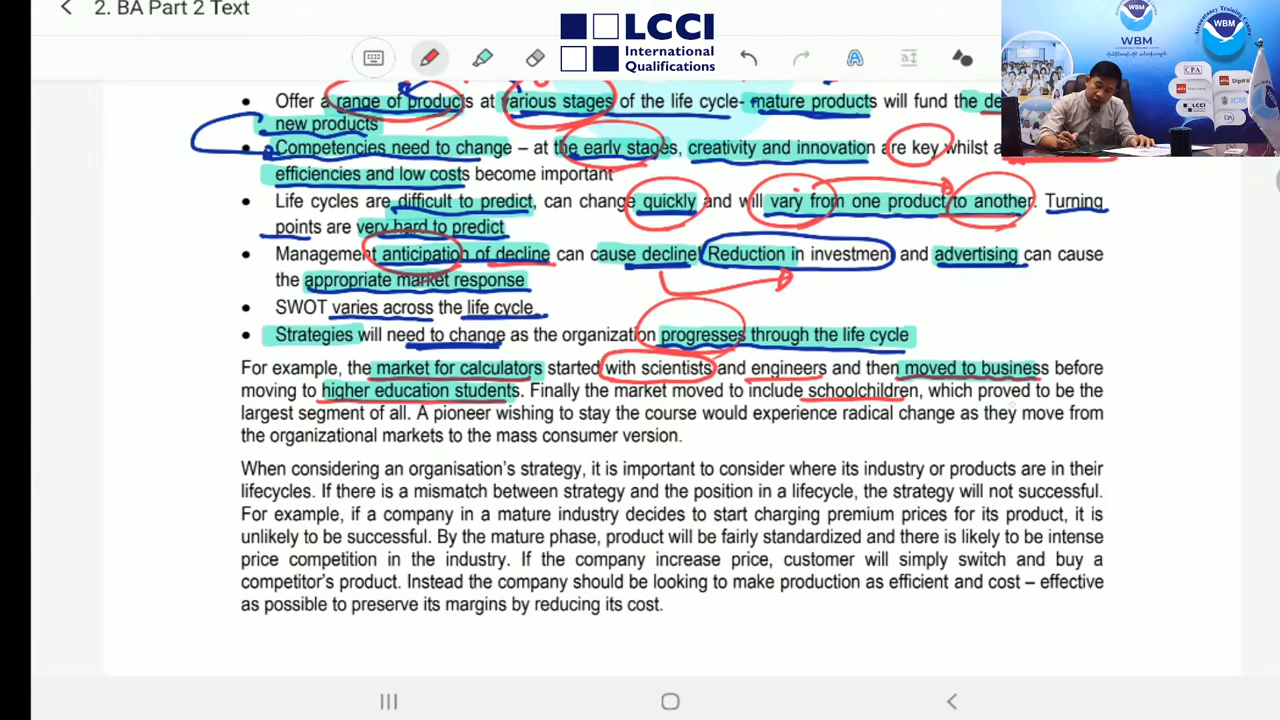 2. BA Part 2 Text
LCCI
International
Qualifications
WBM
WBM
CPA
LCCI
ICM
Offer a range of products at various stages of the life cycle- mature products will fund the
new products
Competencies need to change – at the early stages, creativity and innovation are key whilst
efficiencies and low costs become important
Life cycles are difficult to predict, can change quickly and will vary from one product to another. Turning
points are very hard to predict
Management anticipation of decline can cause decline! Reduction in investment and advertising can cause
the appropriate market response
SWOT varies across the life cycle
Strategies will need to change as the organization progresses through the life cycle
For example, the market for calculators started with scientists and engineers and then moved to business before
moving to higher education students. Finally the market moved to include schoolchildren, which proved to be the
largest segment of all. A pioneer wishing to stay the course would experience radical change as they move from
the organizational markets to the mass consumer version.
When considering an organisation's strategy, it is important to consider where its industry or products are in their
lifecycles. If there is a mismatch between strategy and the position in a lifecycle, the strategy will not successful.
For example, if a company in a mature industry decides to start charging premium prices for its product, it is
unlikely to be successful. By the mature phase, product will be fairly standardized and there is likely to be intense
price competition in the industry. If the company increase price, customer will simply switch and buy a
competitor's product. Instead the company should be looking to make production as efficient and cost – effective
as possible to preserve its margins by reducing its cost.